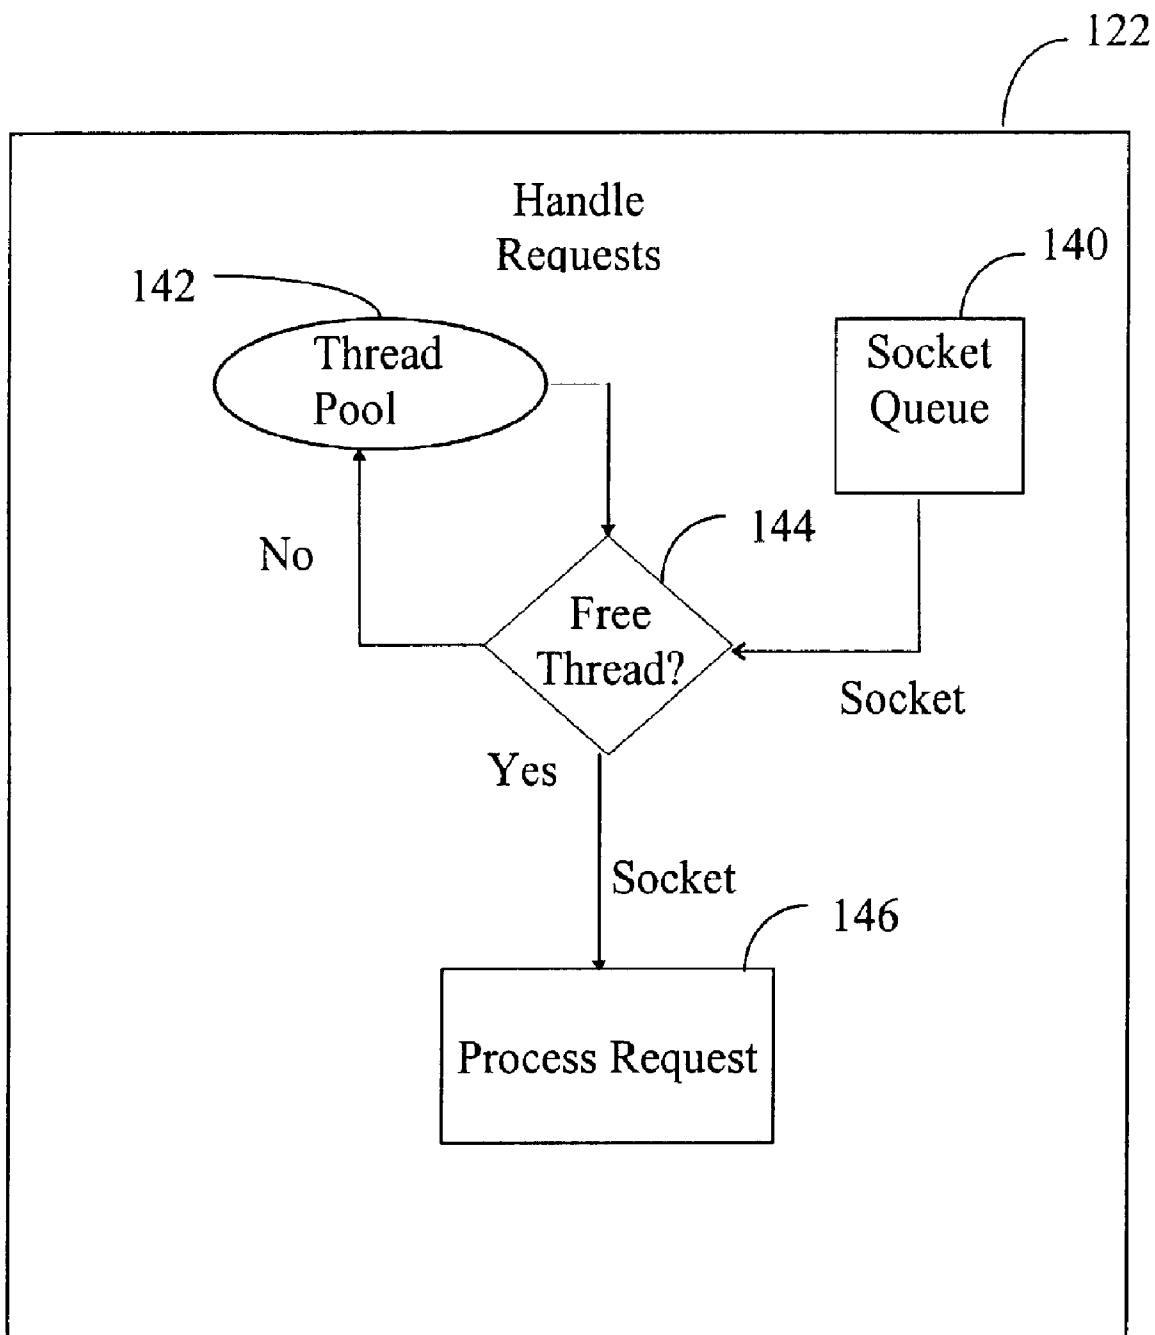 122
Handle
Requests
140
142
Thread
Pool
Socket
Queue
144
No
Free
Thread?
Socket
Yes
Socket
146
Process Request